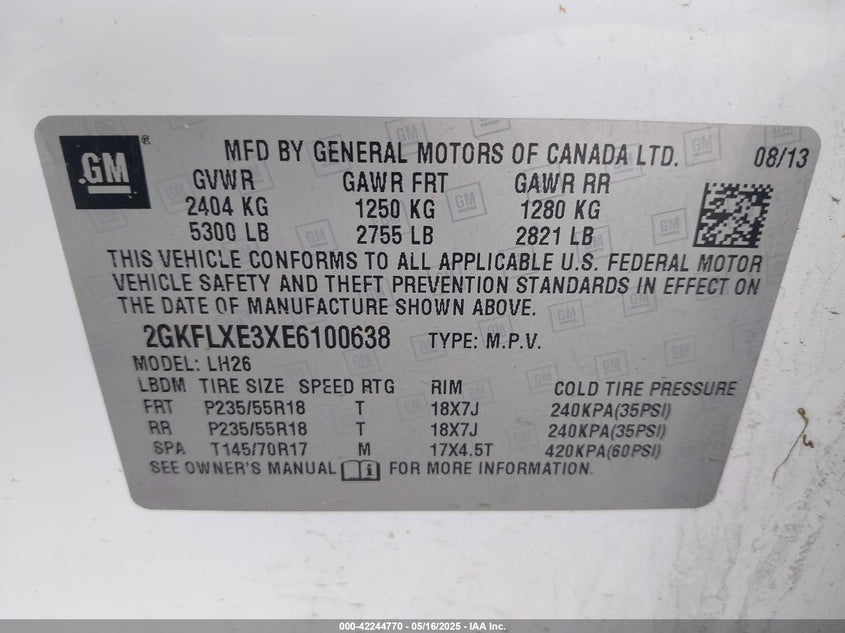 GM ® MFD BY GENERAL MOTORS OF CANADA LTD. 08/13
GVWR GAWR FRT GAWR RR
2404 KG 1250 KG 1280 KG
5300 LB 2755 LB 2821 LB
THIS VEHICLE CONFORMS TO ALL APPLICABLE U.S. FEDERAL MOTOR
VEHICLE SAFETY AND THEFT PREVENTION STANDARDS IN EFFECT ON
THE DATE OF MANUFACTURE SHOWN ABOVE.
2GKFLXE3XE6100638 TYPE: M.P.V.
MODEL: LH26
LBDM TIRE SIZE SPEED RTG RIM COLD TIRE PRESSURE
FRT P235/55R18 T 18X7J 240KPA(35PSI)
RR P235/55R18 T 18X7J 240KPA(35PSI)
SPA T145/70R17 M 17X4.5T 420KPA(60PSI)
SEE OWNER'S MANUAL FOR MORE INFORMATION.
000-42244770 - 05/16/2025 - IAA Inc.